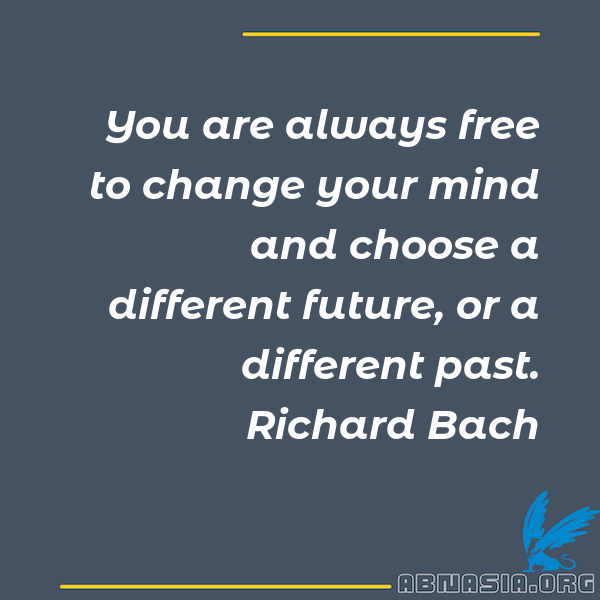 You are always free
to change your mind
and choose a
different future, or a
different past.
Richard Bach
ABNASIA.ORG